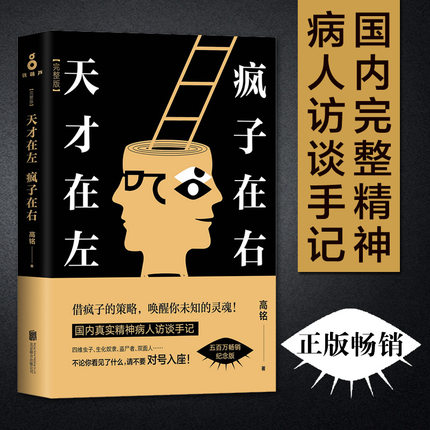 国内完整精神
病人访谈手记
正版畅销
疯子在右
天才在左
【完整版】
高铭
著
借疯子的策略，唤醒你未知的灵魂！
国内真实精神病人访谈手记
四维虫子、生化奴隶、盗尸者、双面人……
不论你看见了什么，请不要 对号入座！
五百万畅销
纪念版
天才在左 疯子在右
高铭